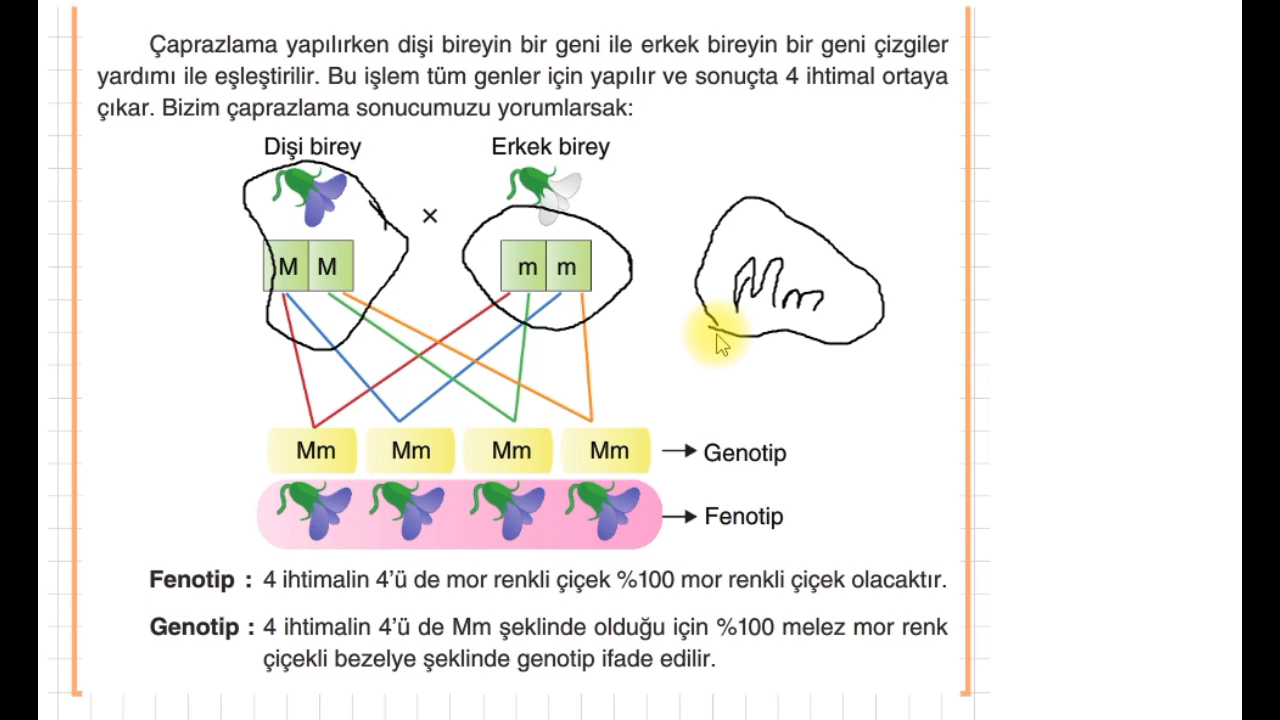 Çaprazlama yapılırken dişi bireyin bir geni ile erkek bireyin bir geni çizgiler
yardımı ile eşleştirilir. Bu işlem tüm genler için yapılır ve sonuçta 4 ihtimal ortaya
çıkar. Bizim çaprazlama sonucumuzu yorumlarsak:
Dişi birey Erkek birey
×
M M m m
Mm
Mm Mm Mm Mm Genotip
Fenotip
Fenotip : 4 ihtimalin 4’ü de mor renkli çiçek %100 mor renkli çiçek olacaktır.
Genotip : 4 ihtimalin 4’ü de Mm şeklinde olduğu için %100 melez mor renk
çiçekli bezelye şeklinde genotip ifade edilir.